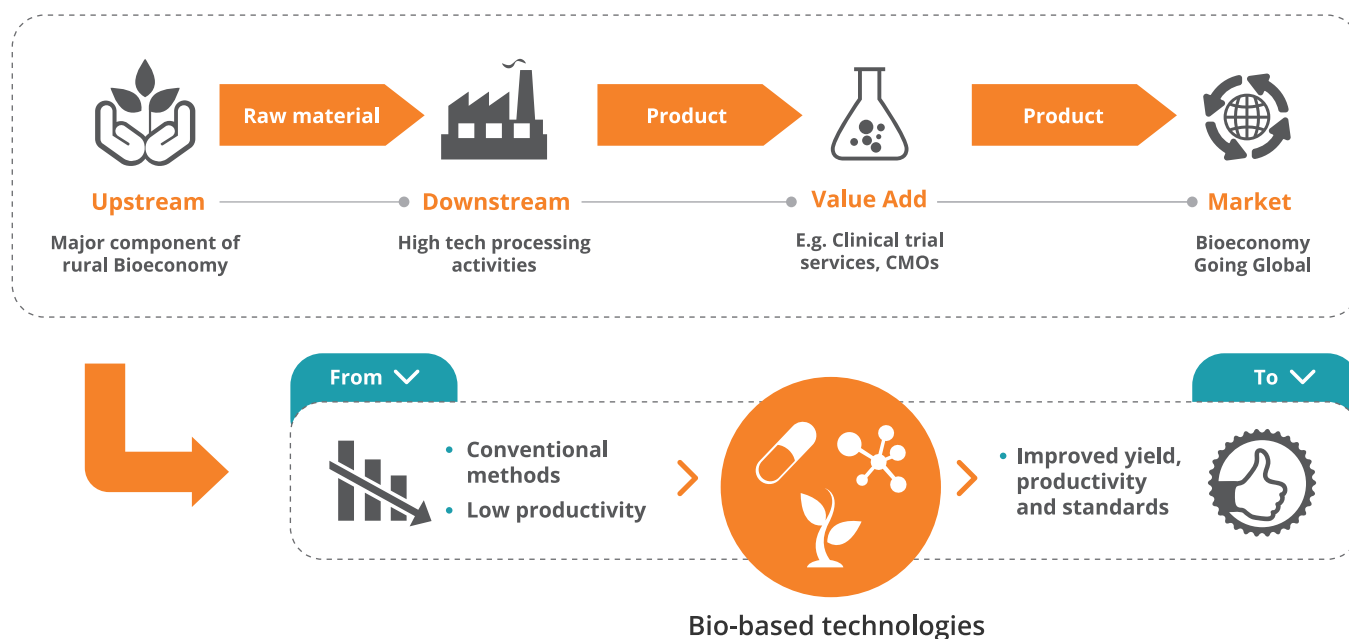 Raw material
Product
Product
Upstream
Downstream
Value Add
Market
Major component of
rural Bioeconomy
High tech processing
activities
E.g. Clinical trial
services, CMOs
Bioeconomy
Going Global
From
To
• Conventional
methods
• Low productivity
• Improved yield,
productivity
and standards
Bio-based technologies